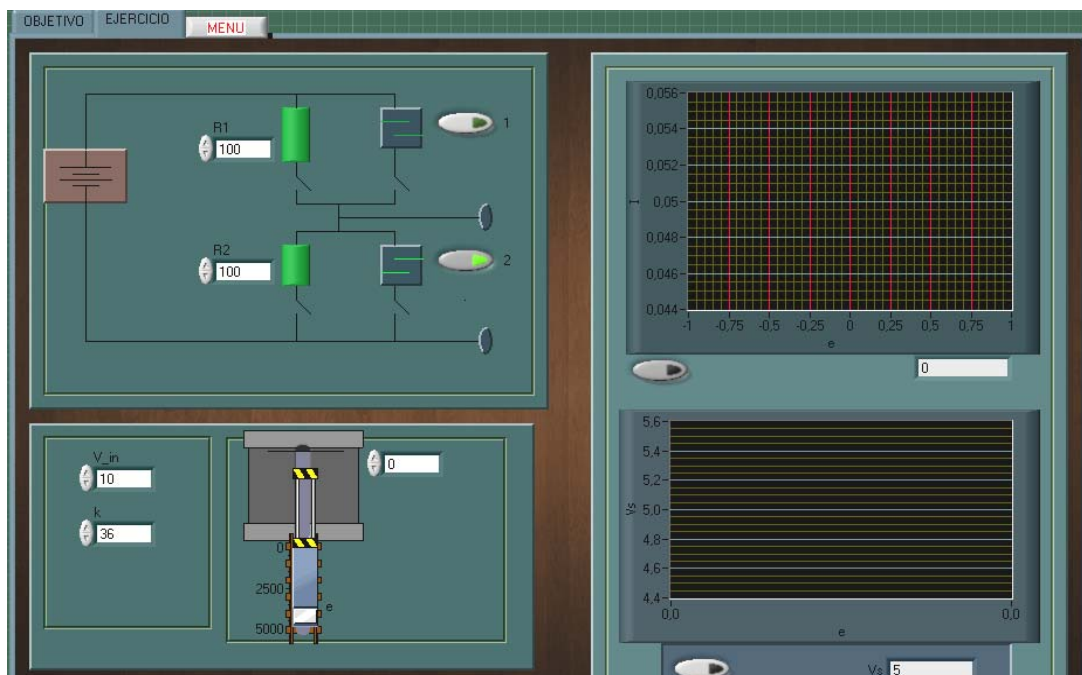 OBJETIVO
EJERCICIO
MENU
R1
100
1
R2
100
2
V_in
10
k
36
0
0
2500
5000
e
0,056
0,054
0,052
0,05
0,048
0,046
0,044
I
-1 -0,75 -0,5 -0,25 0 0,25 0,5 0,75 1
e
0
5,6
5,4
5,2
5,0
4,8
4,6
4,4
Vs
0,0 0,0
e
Vs 5